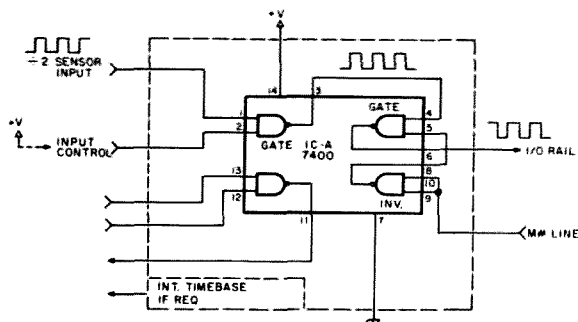 +V
÷2 SENSOR
INPUT
14
3
1
2
GATE
4
5
+V
INPUT
CONTROL
GATE
IC-A
7400
6
I/O RAIL
13
12
8
10
9
INV.
11
7
M# LINE
INT. TIMEBASE
IF REQ